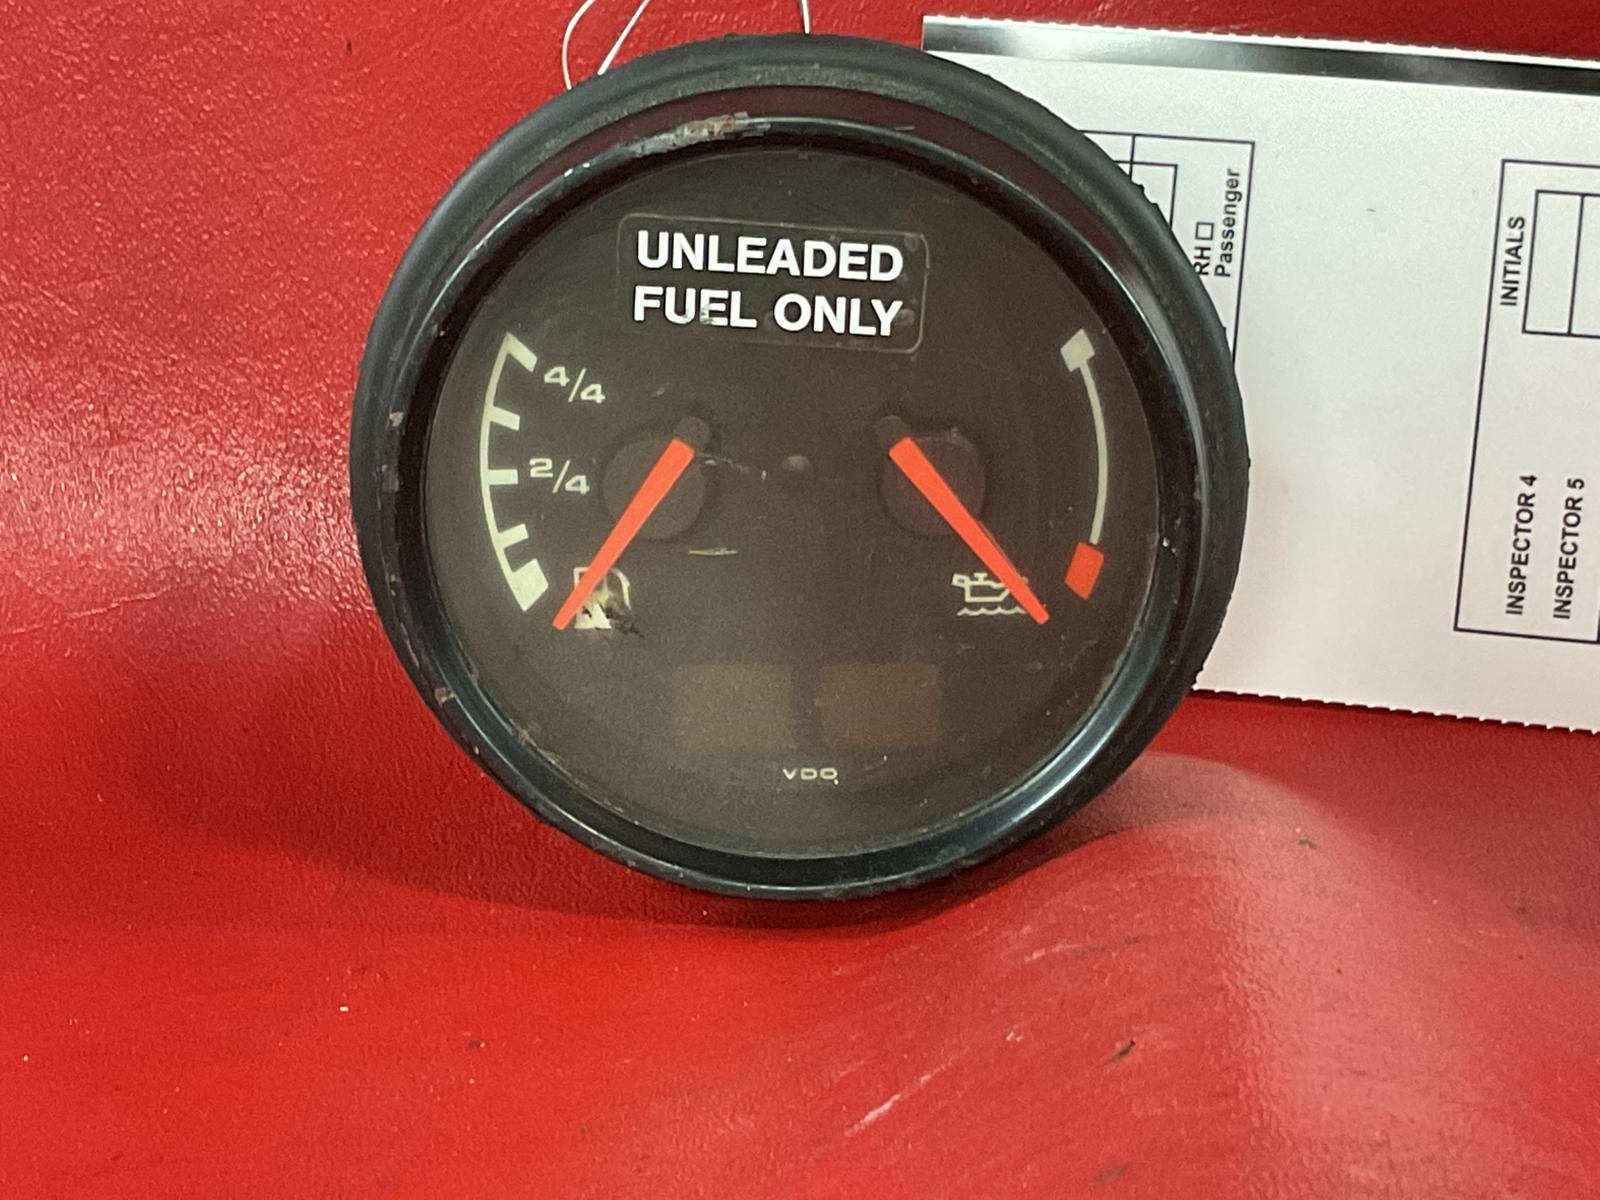 UNLEADED
FUEL ONLY
4/4
2/4
VDO
RH
Passenger
INITIALS
INSPECTOR 4
INSPECTOR 5